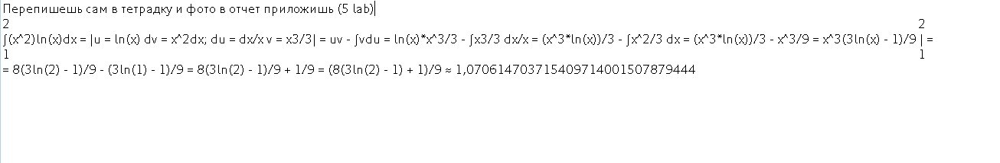 Перепишешь сам в тетрадку и фото в отчет приложишь (5 lab)
2 2
∫(x^2)ln(x)dx = |u = ln(x) dv = x^2dx; du = dx/x v = x3/3| = uv - ∫vdu = ln(x)*x^3/3 - ∫x3/3 dx/x = (x^3*ln(x))/3 - ∫x^2/3 dx = (x^3*ln(x))/3 - x^3/9 = x^3(3ln(x) - 1)/9 | =
1 1
= 8(3ln(2) - 1)/9 - (3ln(1) - 1)/9 = 8(3ln(2) - 1)/9 + 1/9 = (8(3ln(2) - 1) + 1)/9 ≈ 1,0706147037154097140015078794​44